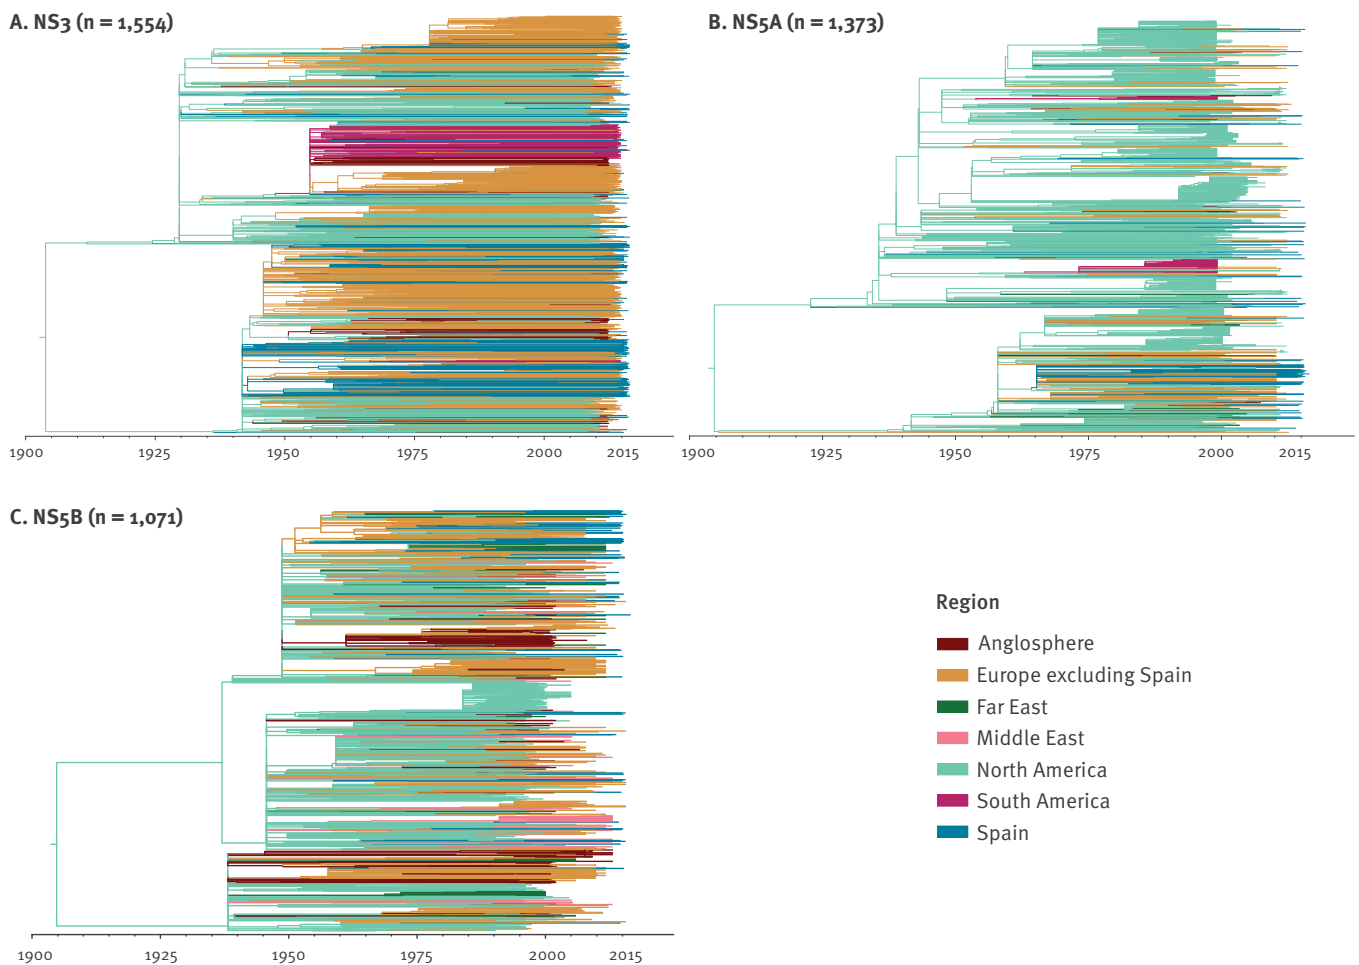 A. NS3 (n = 1,554)
1900 1925 1950 1975 2000 2015
B. NS5A (n = 1,373)
1900 1925 1950 1975 2000 2015
C. NS5B (n = 1,071)
1900 1925 1950 1975 2000 2015
Region
Anglosphere
Europe excluding Spain
Far East
Middle East
North America
South America
Spain